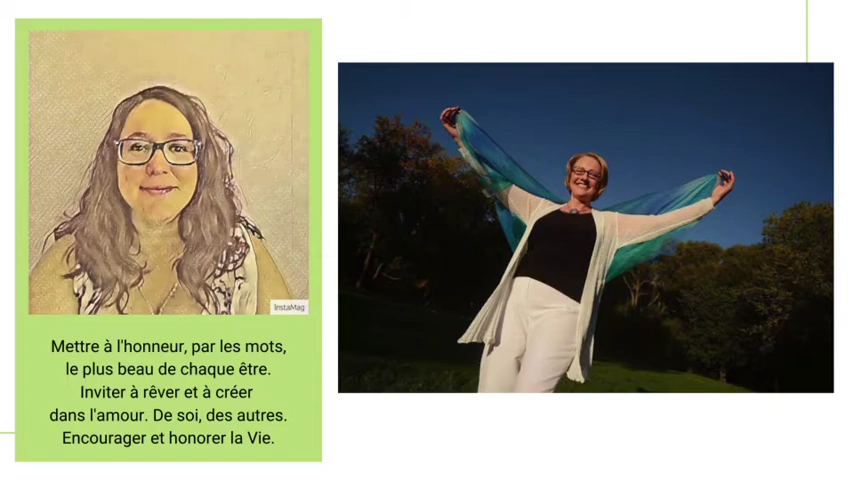 InstaMag
Mettre à l'honneur, par les mots,
le plus beau de chaque être.
Inviter à rêver et à créer
dans l'amour. De soi, des autres.
Encourager et honorer la Vie.